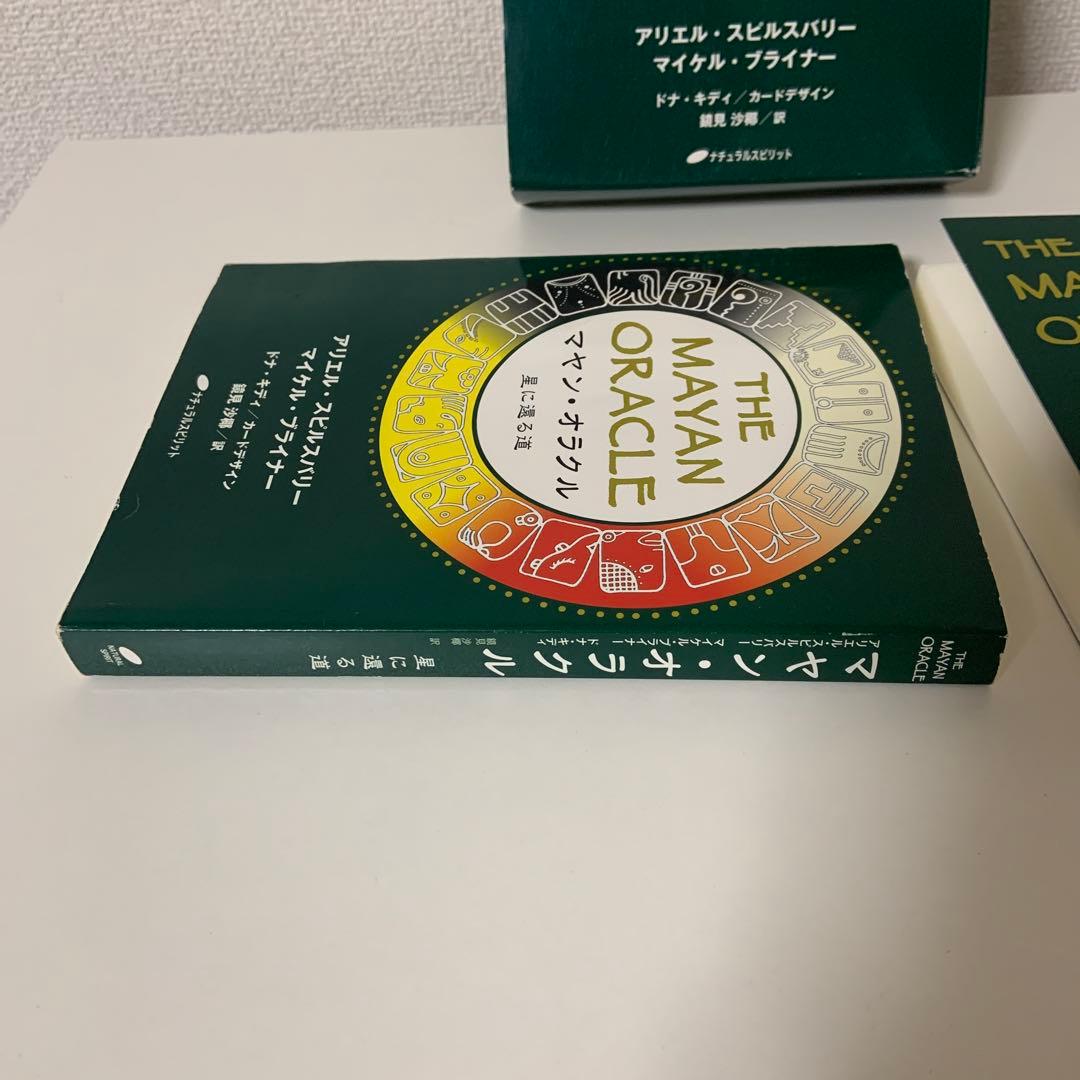 アリエル・スピルスバリー
マイケル・ブライナー
ドナ・キディ／カードデザイン
鏡見 沙椰／訳
ナチュラルスピリット
THE
MAYAN
ORACLE
マヤン・オラクル
星に還る道
アリエル・スピルスバリー
マイケル・ブライナー
ドナ・キディ／カードデザイン
鏡見 沙椰／訳
ナチュラルスピリット
THE
MAYAN
ORACLE
マヤン・オラクル
星に還る道
アリエル・スピルスバリー マイケル・ブライナー ドナ・キディ
鏡見 沙椰 訳
NATURAL
SPIRIT
THE
MA
O